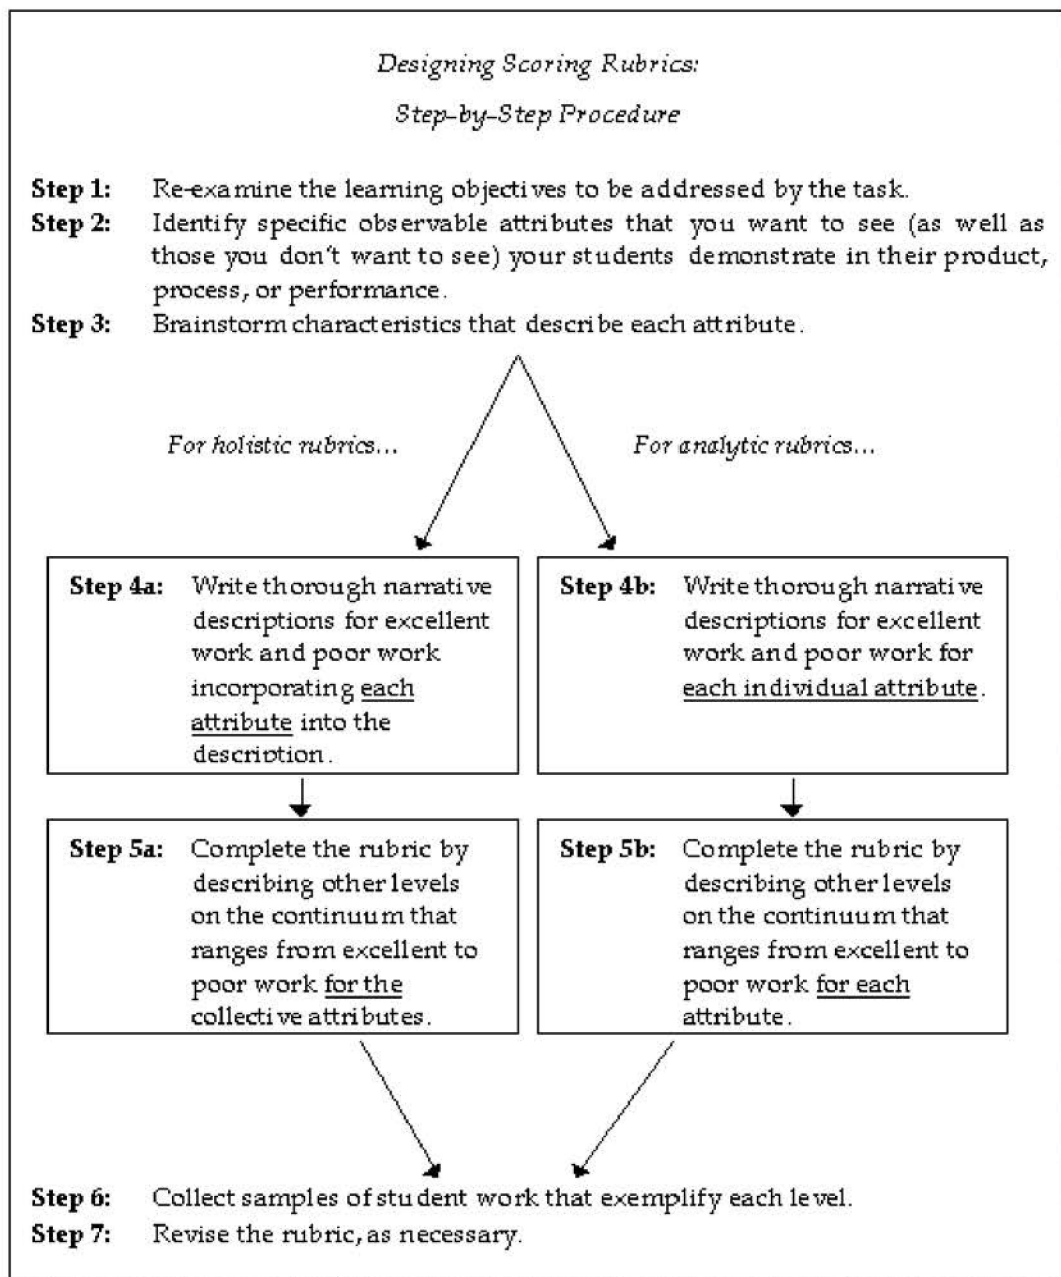 Designing Scoring Rubrics:
Step-by-Step Procedure
Step 1: Re-examine the learning objectives to be addressed by the task.
Step 2: Identify specific observable attributes that you want to see (as well as
those you don't want to see) your students demonstrate in their product,
process, or performance.
Step 3: Brainstorm characteristics that describe each attribute.
For holistic rubrics...
For analytic rubrics...
Step 4a: Write thorough narrative
descriptions for excellent
work and poor work
incorporating each
attribute into the
description.
Step 4b: Write thorough narrative
descriptions for excellent
work and poor work for
each individual attribute.
Step 5a: Complete the rubric by
describing other levels
on the continuum that
ranges from excellent to
poor work for the
collective attributes.
Step 5b: Complete the rubric by
describing other levels
on the continuum that
ranges from excellent to
poor work for each
attribute.
Step 6: Collect samples of student work that exemplify each level.
Step 7: Revise the rubric, as necessary.